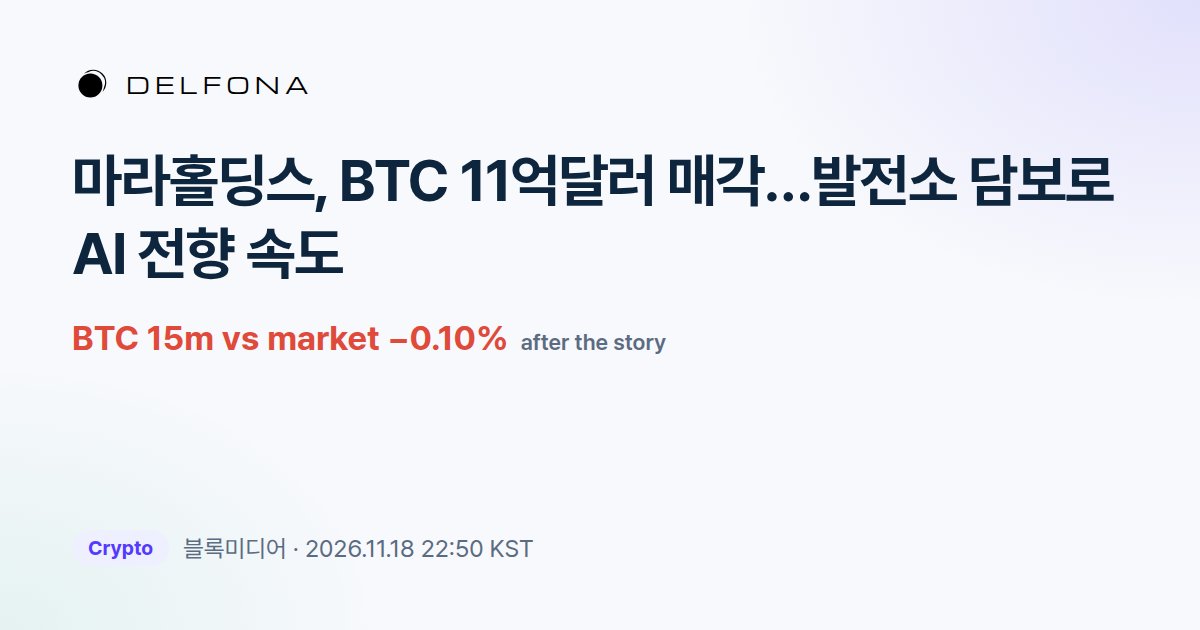 DELFONA
마라홀딩스, BTC 11억달러 매각…발전소 담보로
AI 전향 속도
BTC 15m vs market −0.10% after the story
Crypto 블록미디어 · 2026.11.18 22:50 KST